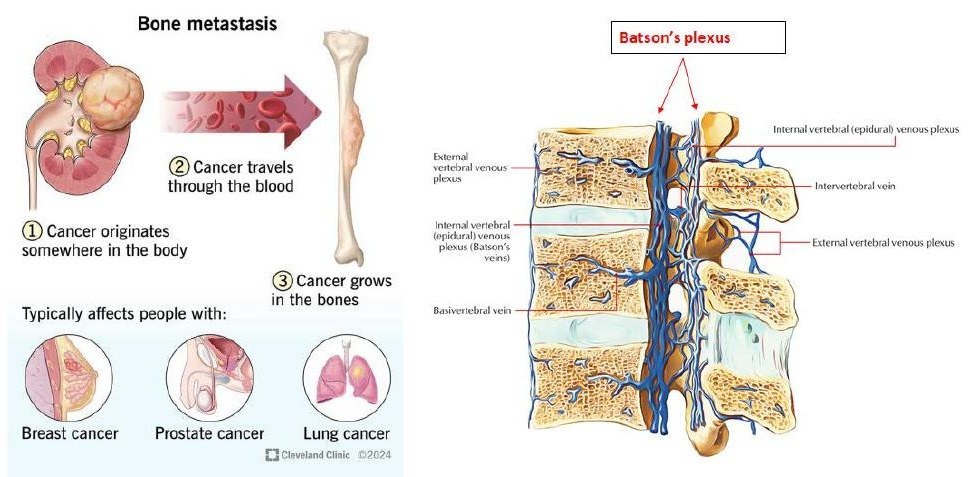 Bone metastasis
② Cancer travels
through the blood
① Cancer originates
somewhere in the body
③ Cancer grows
in the bones
Typically affects people with:
Breast cancer
Prostate cancer
Lung cancer
Cleveland Clinic ©2024
Batson's plexus
Internal vertebral (epidural) venous plexus
External
vertebral venous
plexus
Intervertebral vein
Internal vertebral
(epidural) venous
plexus (Batson's
veins)
External vertebral venous plexus
Basivertebral vein